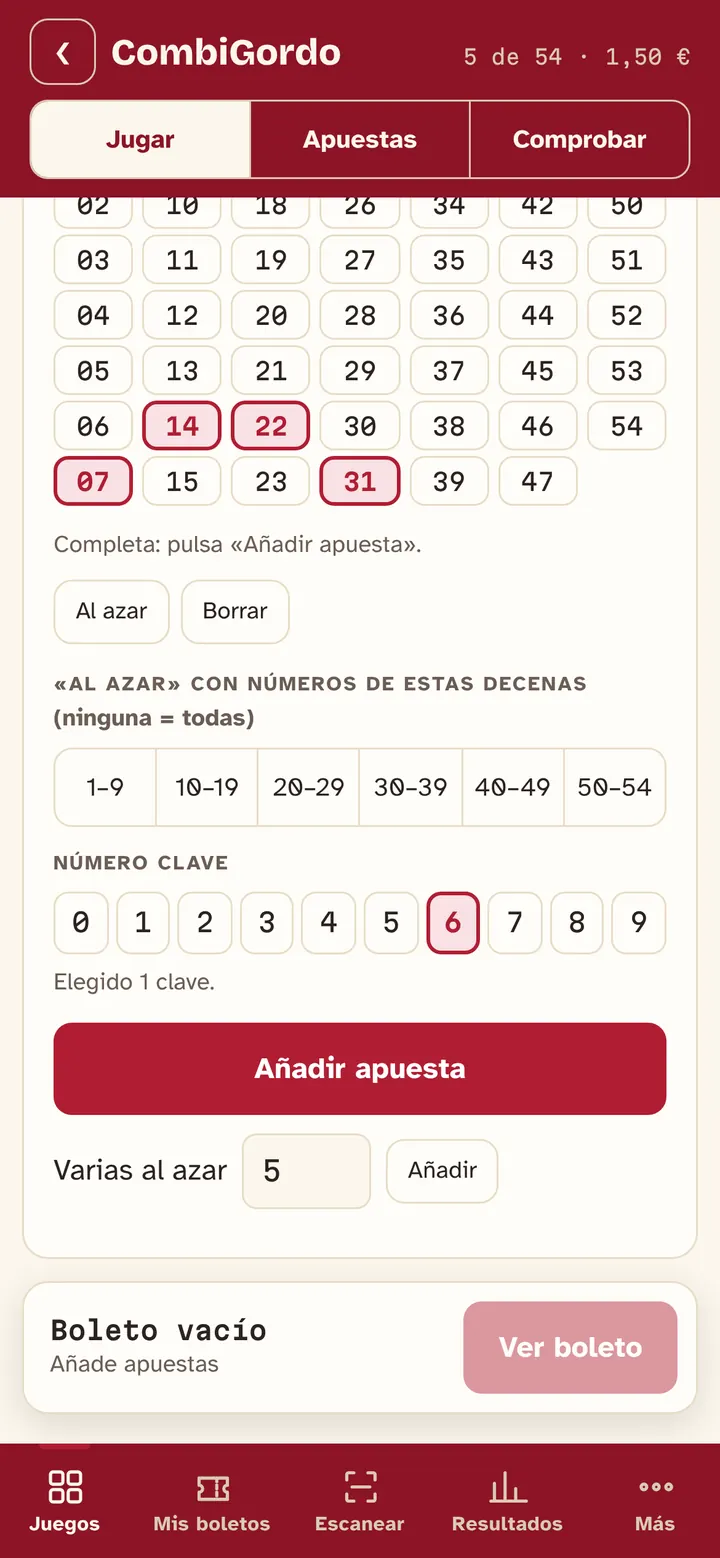 ‹ CombiGordo 5 de 54 · 1,50 €
Jugar Apuestas Comprobar
02 10 18 26 34 42 50
03 11 19 27 35 43 51
04 12 20 28 36 44 52
05 13 21 29 37 45 53
06 14 22 30 38 46 54
07 15 23 31 39 47
Completa: pulsa «Añadir apuesta».
Al azar Borrar
«AL AZAR» CON NÚMEROS DE ESTAS DECENAS
(ninguna = todas)
1–9 10–19 20–29 30–39 40–49 50–54
NÚMERO CLAVE
0 1 2 3 4 5 6 7 8 9
Elegido 1 clave.
Añadir apuesta
Varias al azar 5 Añadir
Boleto vacío
Añade apuestas
Ver boleto
Juegos Mis boletos Escanear Resultados Más